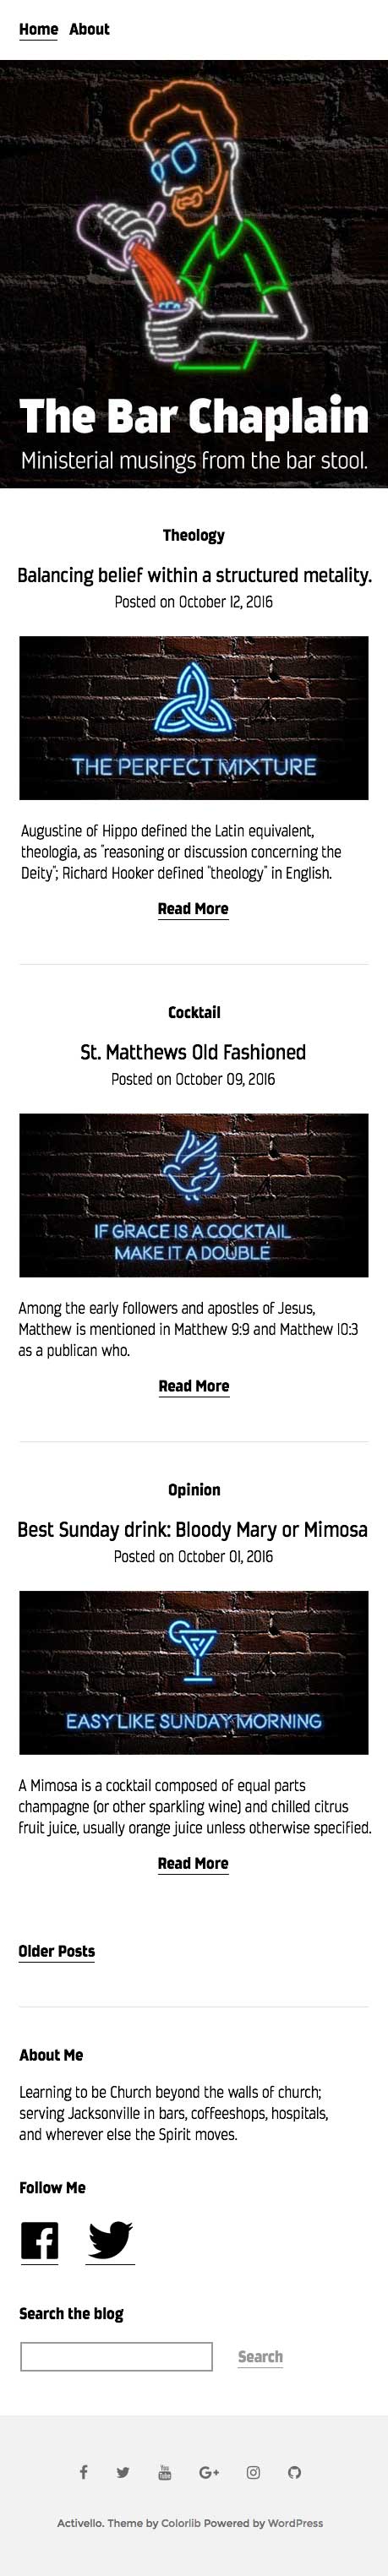 Home About
The Bar Chaplain
Ministerial musings from the bar stool.
Theology
Balancing belief within a structured metality.
Posted on October 12, 2016
THE PERFECT MIXTURE
Augustine of Hippo defined the Latin equivalent,
theologia, as "reasoning or discussion concerning the
Deity"; Richard Hooker defined "theology" in English.
Read More
Cocktail
St. Matthews Old Fashioned
Posted on October 09, 2016
IF GRACE IS A COCKTAIL
MAKE IT A DOUBLE
Among the early followers and apostles of Jesus,
Matthew is mentioned in Matthew 9:9 and Matthew 10:3
as a publican who.
Read More
Opinion
Best Sunday drink: Bloody Mary or Mimosa
Posted on October 01, 2016
EASY LIKE SUNDAY MORNING
A Mimosa is a cocktail composed of equal parts
champagne (or other sparkling wine) and chilled citrus
fruit juice, usually orange juice unless otherwise specified.
Read More
Older Posts
About Me
Learning to be Church beyond the walls of church;
serving Jacksonville in bars, coffeeshops, hospitals,
and wherever else the Spirit moves.
Follow Me
Search the blog
Search
You Tube G+
Activello. Theme by Colorlib Powered by WordPress